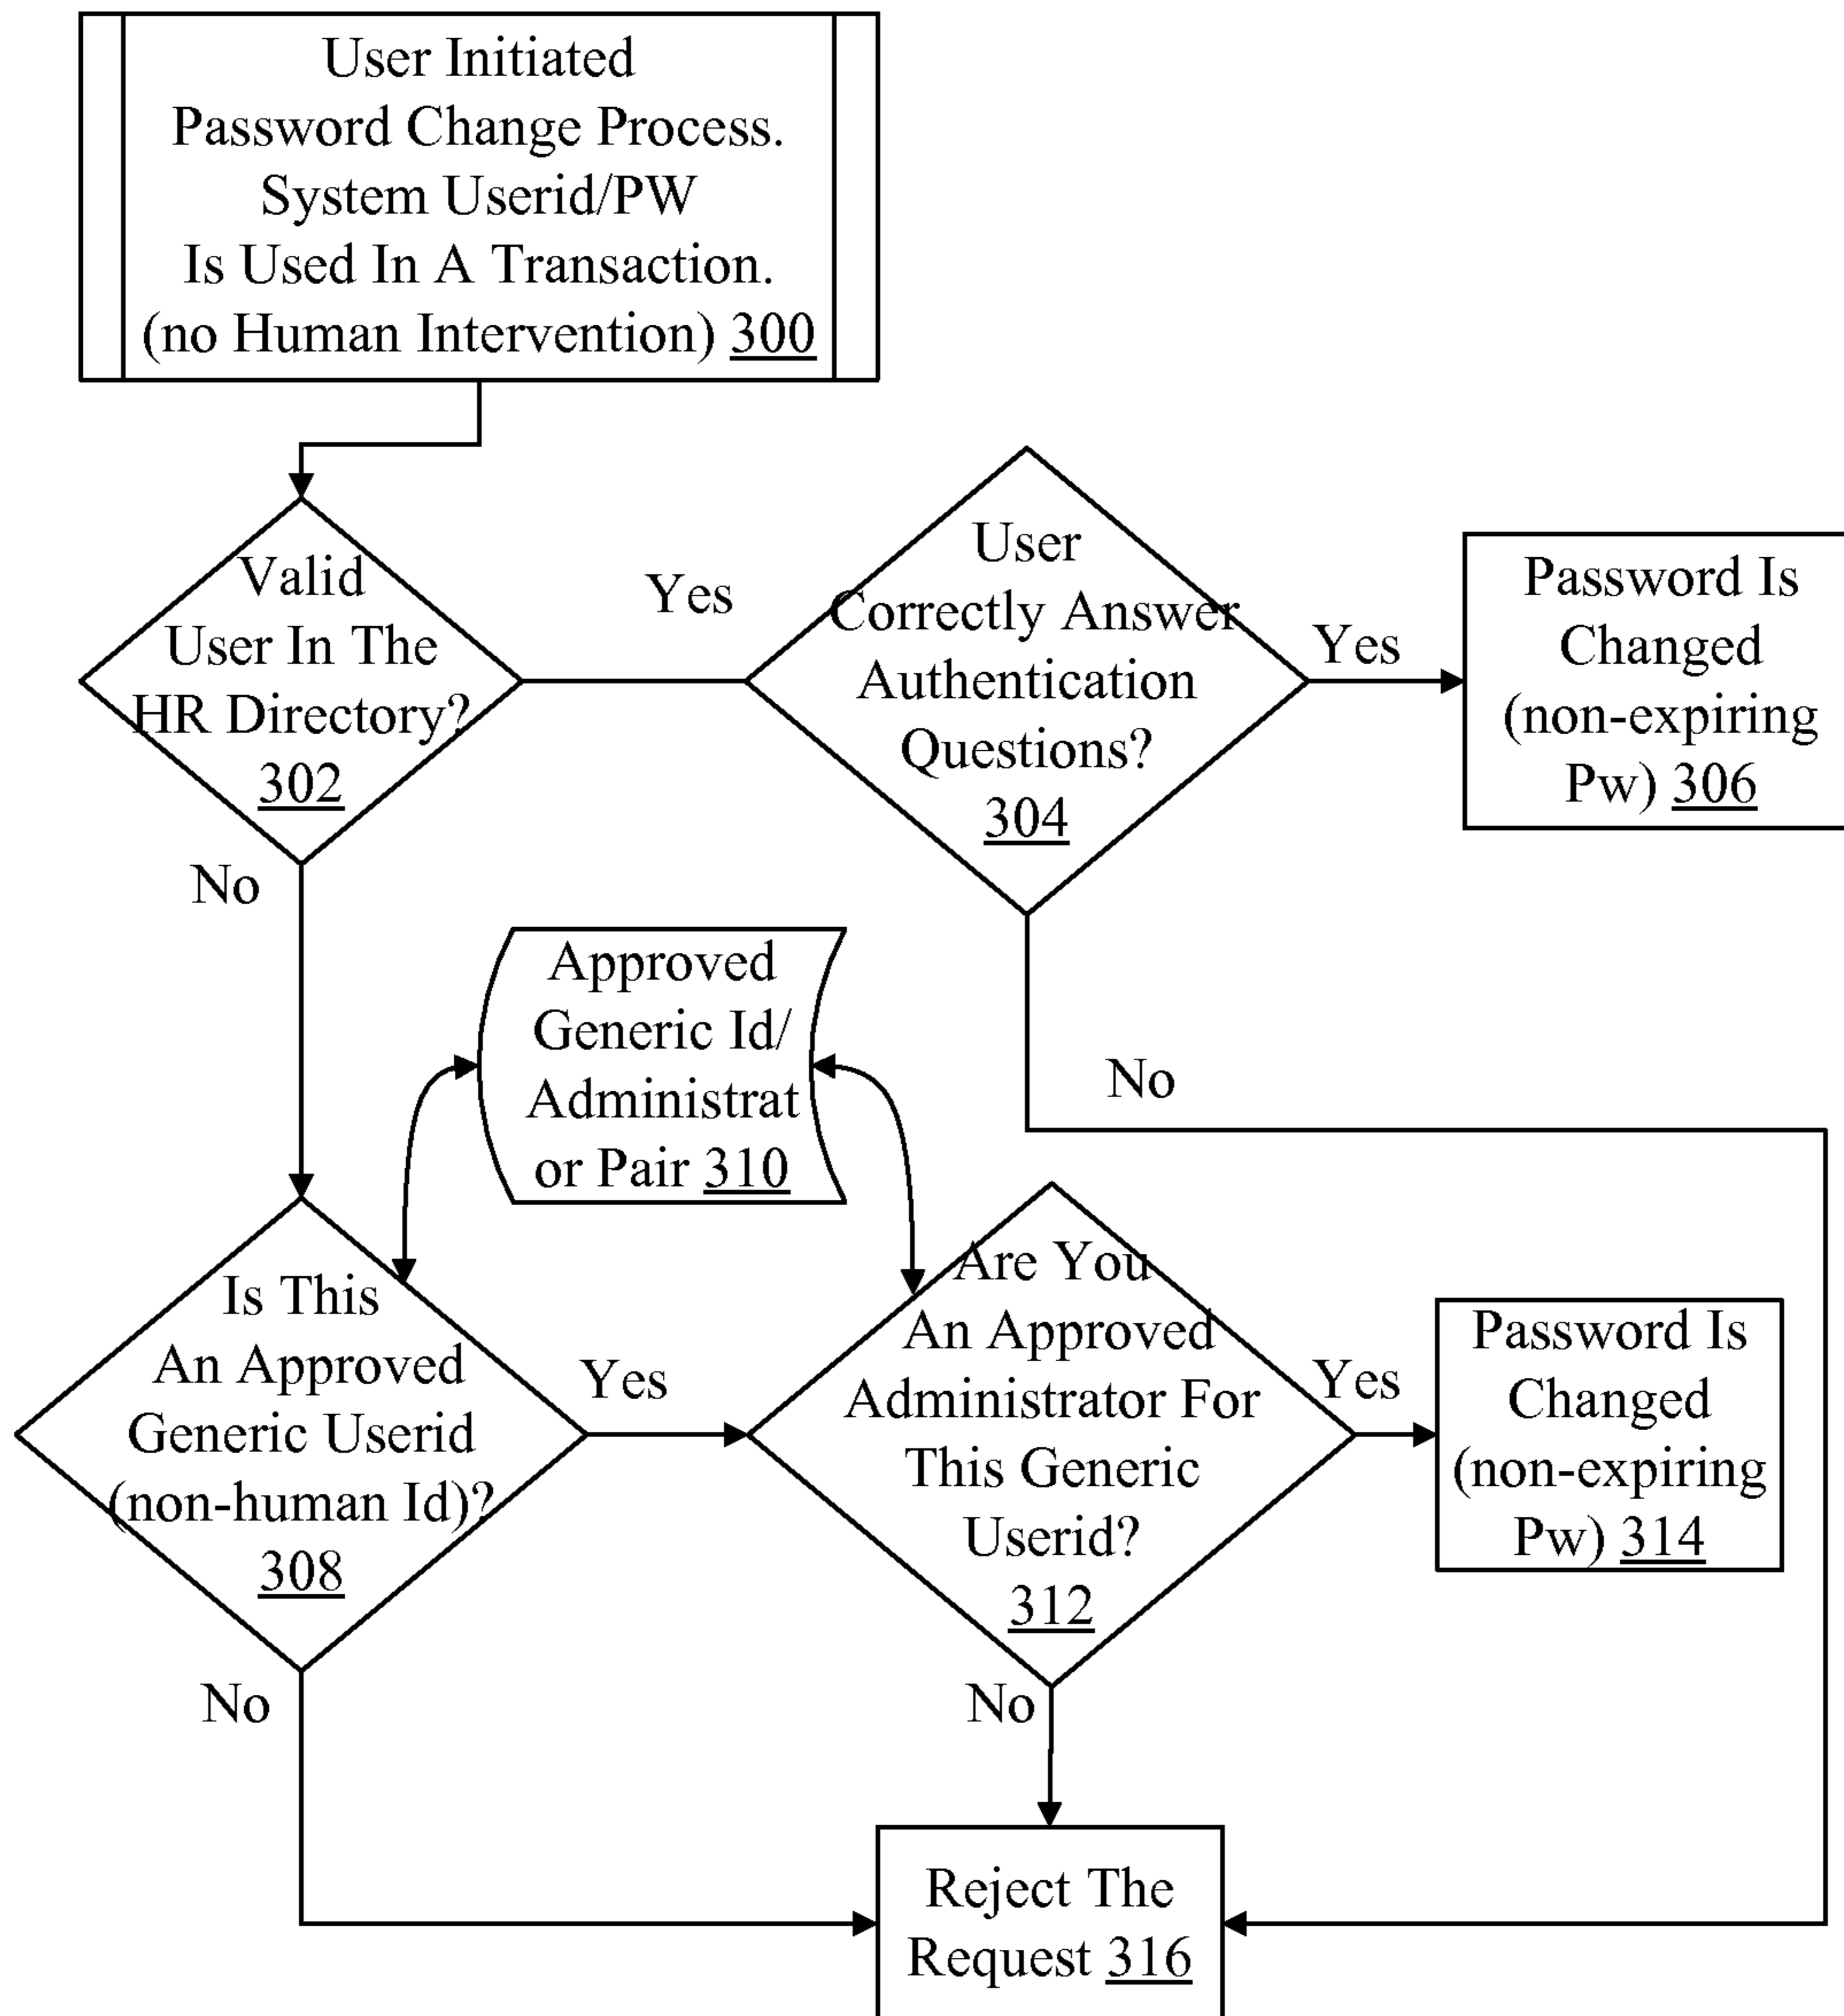 User Initiated
Password Change Process.
System Userid/PW
Is Used In A Transaction.
(no Human Intervention) 300
Valid
User In The
HR Directory?
302
Yes
User
Correctly Answer
Authentication
Questions?
304
Yes
Password Is
Changed
(non-expiring
Pw) 306
No
Approved
Generic Id/
Administrat
or Pair 310
No
Is This
An Approved
Generic Userid
(non-human Id)?
308
Yes
Are You
An Approved
Administrator For
This Generic
Userid?
312
Yes
Password Is
Changed
(non-expiring
Pw) 314
No
No
Reject The
Request 316